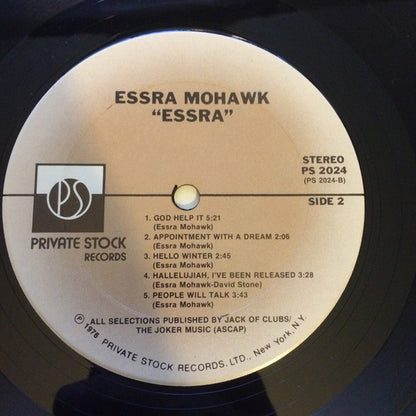 ESSRA MOHAWK
"ESSRA"
STEREO
PS 2024
(PS 2024-B)
SIDE 2
PS
PRIVATE STOCK
RECORDS
1. GOD HELP IT 5:21
(Essra Mohawk)
2. APPOINTMENT WITH A DREAM 2:06
(Essra Mohawk)
3. HELLO WINTER 2:45
(Essra Mohawk)
4. HALLELUJIAH, I'VE BEEN RELEASED 3:28
(Essra Mohawk-David Stone)
5. PEOPLE WILL TALK 3:43
(Essra Mohawk)
ALL SELECTIONS PUBLISHED BY JACK OF CLUBS/
THE JOKER MUSIC (ASCAP)
℗ 1976 PRIVATE STOCK RECORDS, LTD., New York, N.Y.